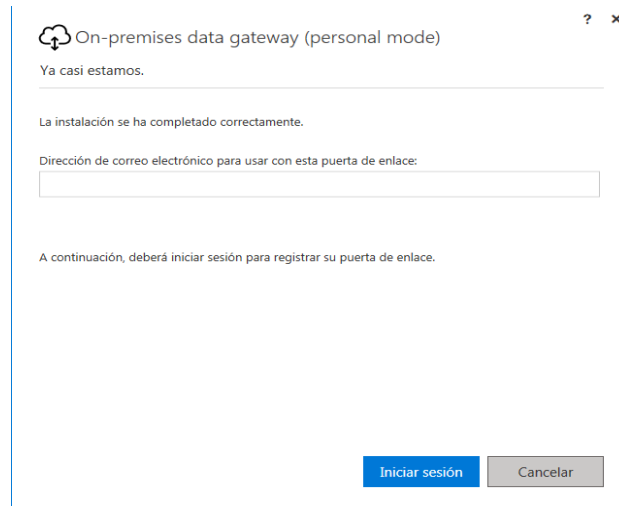 ? ×
On-premises data gateway (personal mode)
Ya casi estamos.
La instalación se ha completado correctamente.
Dirección de correo electrónico para usar con esta puerta de enlace:
A continuación, deberá iniciar sesión para registrar su puerta de enlace.
Iniciar sesión Cancelar